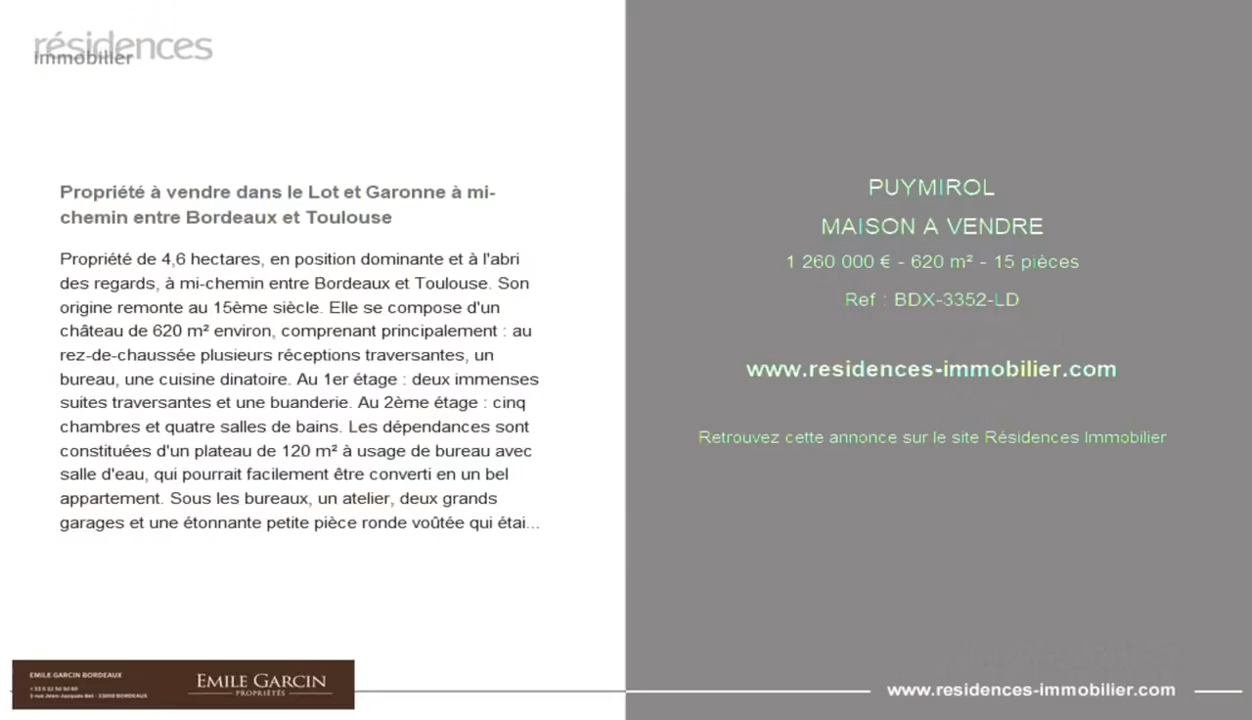 résidences
Immobilier
Propriété à vendre dans le Lot et Garonne à mi-
chemin entre Bordeaux et Toulouse
Propriété de 4,6 hectares, en position dominante et à l'abri
des regards, à mi-chemin entre Bordeaux et Toulouse. Son
origine remonte au 15ème siècle. Elle se compose d'un
château de 620 m² environ, comprenant principalement : au
rez-de-chaussée plusieurs réceptions traversantes, un
bureau, une cuisine dinatoire. Au 1er étage : deux immenses
suites traversantes et une buanderie. Au 2ème étage : cinq
chambres et quatre salles de bains. Les dépendances sont
constituées d'un plateau de 120 m² à usage de bureau avec
salle d'eau, qui pourrait facilement être converti en un bel
appartement. Sous les bureaux, un atelier, deux grands
garages et une étonnante petite pièce ronde voûtée qui étai...
PUYMIROL
MAISON A VENDRE
1 260 000 € - 620 m² - 15 pièces
Ref : BDX-3352-LD
www.residences-immobilier.com
Retrouvez cette annonce sur le site Résidences Immobilier
EMILE GARCIN BORDEAUX
3 rue Jean-Jacques Bel - 33000 BORDEAUX
EMILE GARCIN
PROPRIÉTÉS
www.residences-immobilier.com